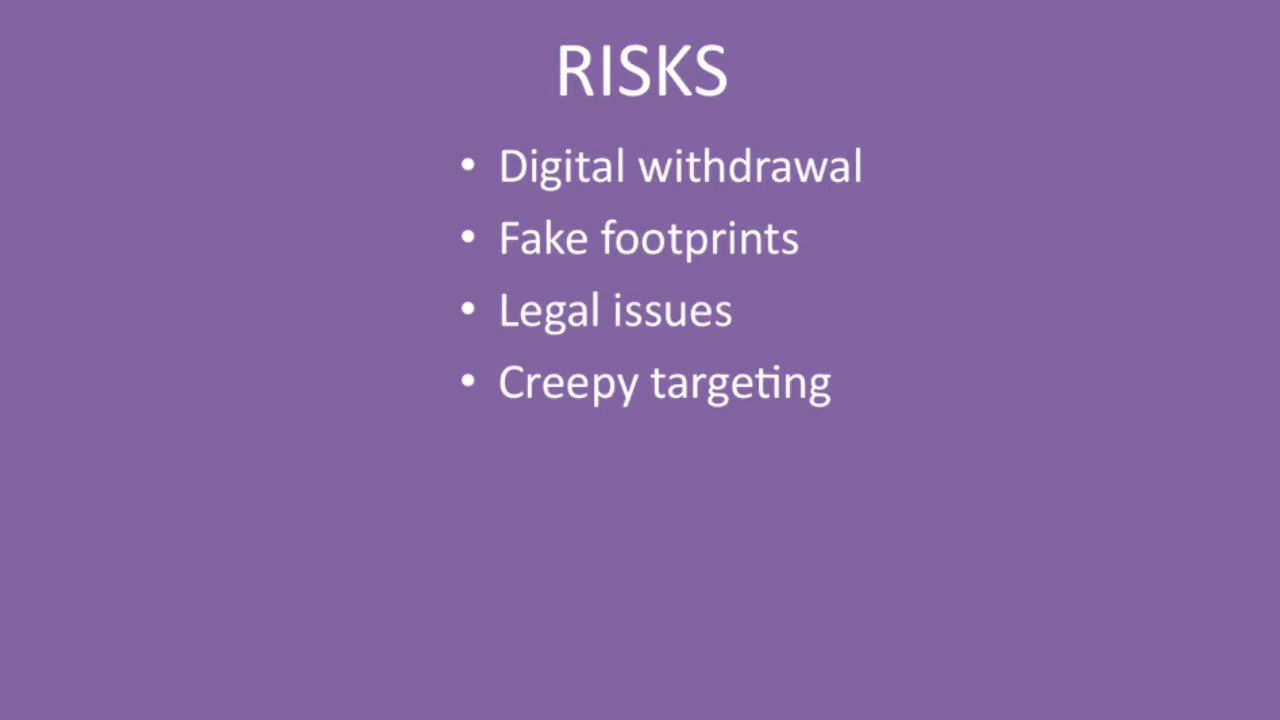 RISKS
• Digital withdrawal
• Fake footprints
• Legal issues
• Creepy targeting